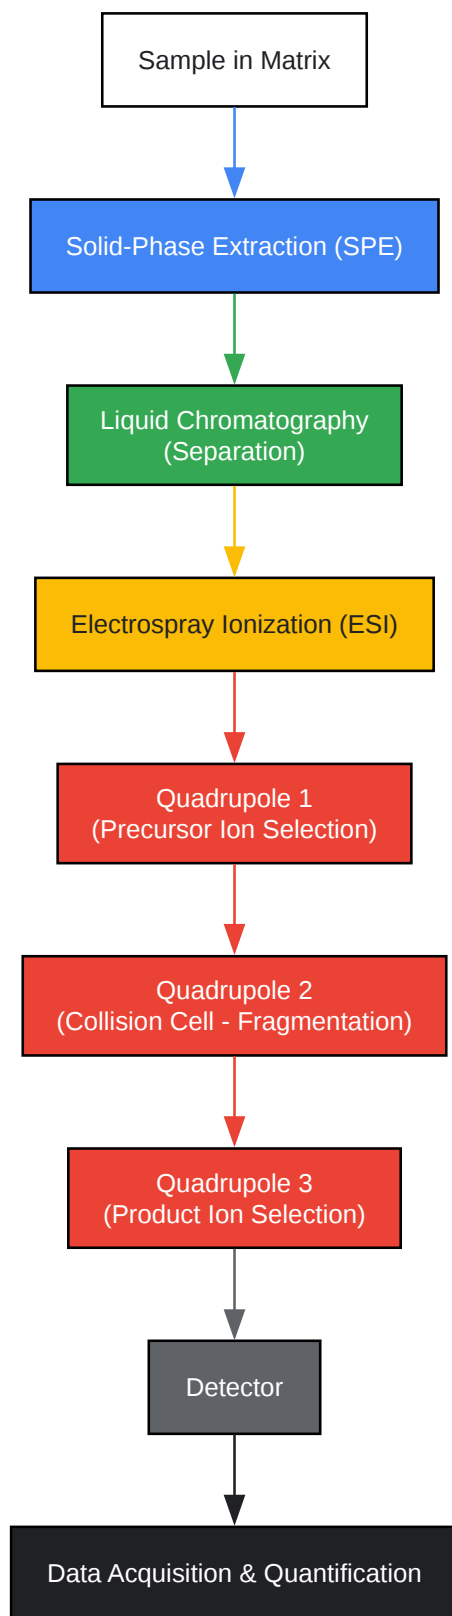 Sample in Matrix
Solid-Phase Extraction (SPE)
Liquid Chromatography
(Separation)
Electrospray Ionization (ESI)
Quadrupole 1
(Precursor Ion Selection)
Quadrupole 2
(Collision Cell - Fragmentation)
Quadrupole 3
(Product Ion Selection)
Detector
Data Acquisition & Quantification